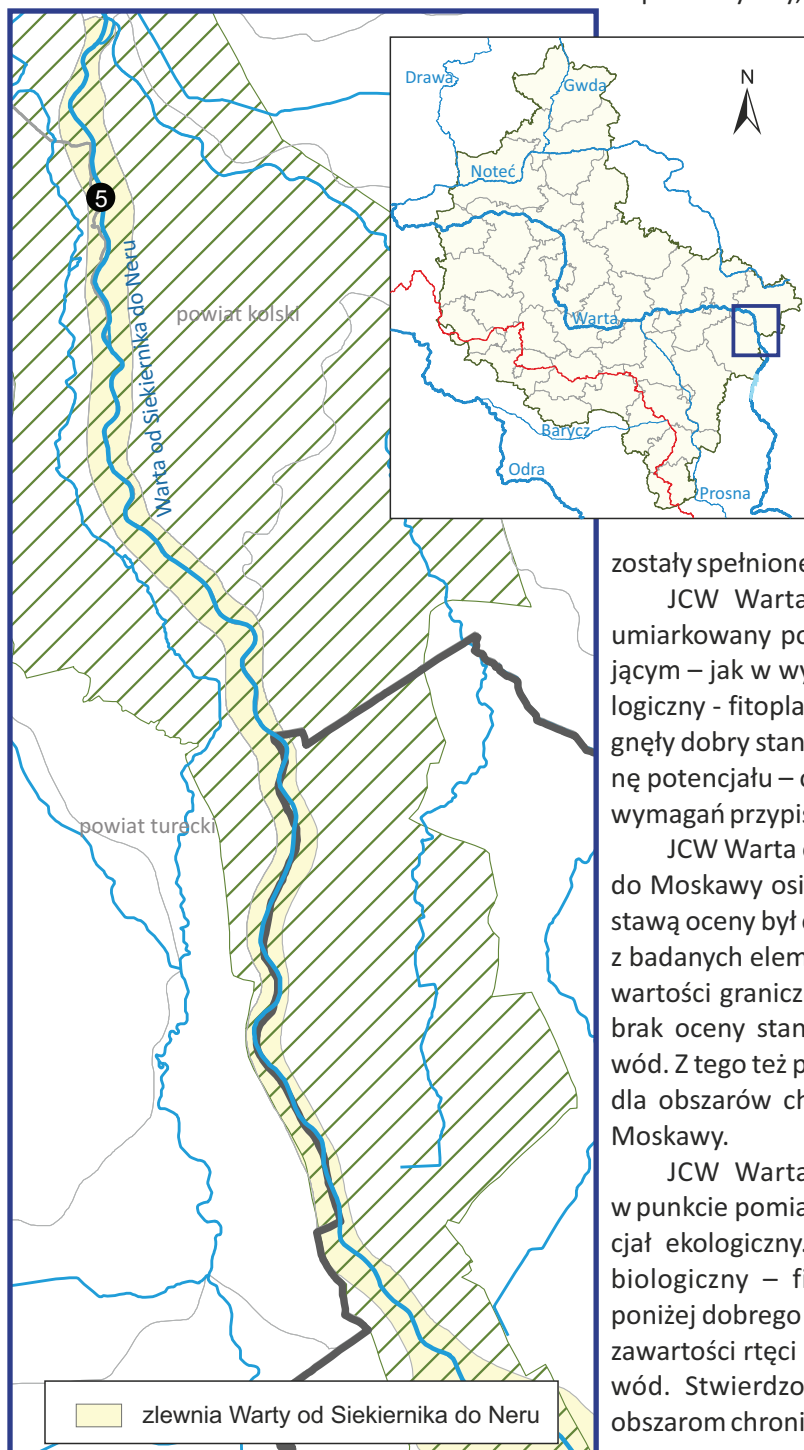 Drawa
Gwda
N
Noteć
Warta
Barycz
Odra
Prosna
5
Warta od Siekiernika do Neru
powiat kolski
powiat turecki
zlewnia Warty od Siekiernika do Neru
zostały spełnione
JCW Warta
umiarkowany po
jącym – jak w wy
logiczny - fitopla
gnęły dobry stan
nę potencjału – 
wymagań przypis
JCW Warta
do Moskawy osi
stawą oceny był
z badanych elem
wartości granicz
brak oceny stan
wód. Z tego też p
dla obszarów ch
Moskawy.
JCW Warta
w punkcie pomia
cjał ekologiczny.
biologiczny – fi
poniżej dobrego
zawartości rtęci
wód. Stwierdzo
obszarom chroni